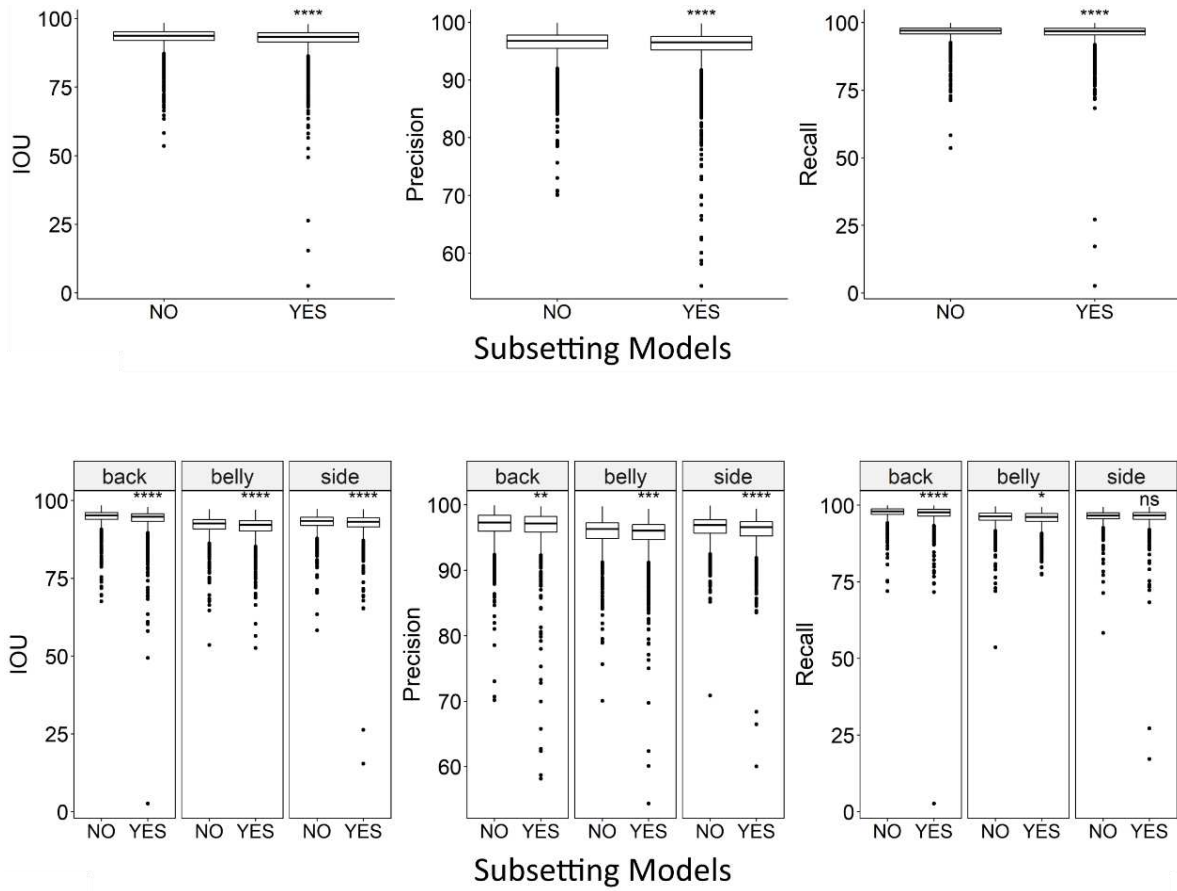 IOU
100
75
50
25
0
****
NO YES
Precision
100
90
80
70
60
****
NO YES
Recall
100
75
50
25
0
****
NO YES
Subsetting Models
IOU
100
75
50
25
0
back belly side
**** **** ****
NO YES NO YES NO YES
Precision
100
90
80
70
60
back belly side
** *** ****
NO YES NO YES NO YES
Recall
100
75
50
25
0
back belly side
**** * ns
NO YES NO YES NO YES
Subsetting Models